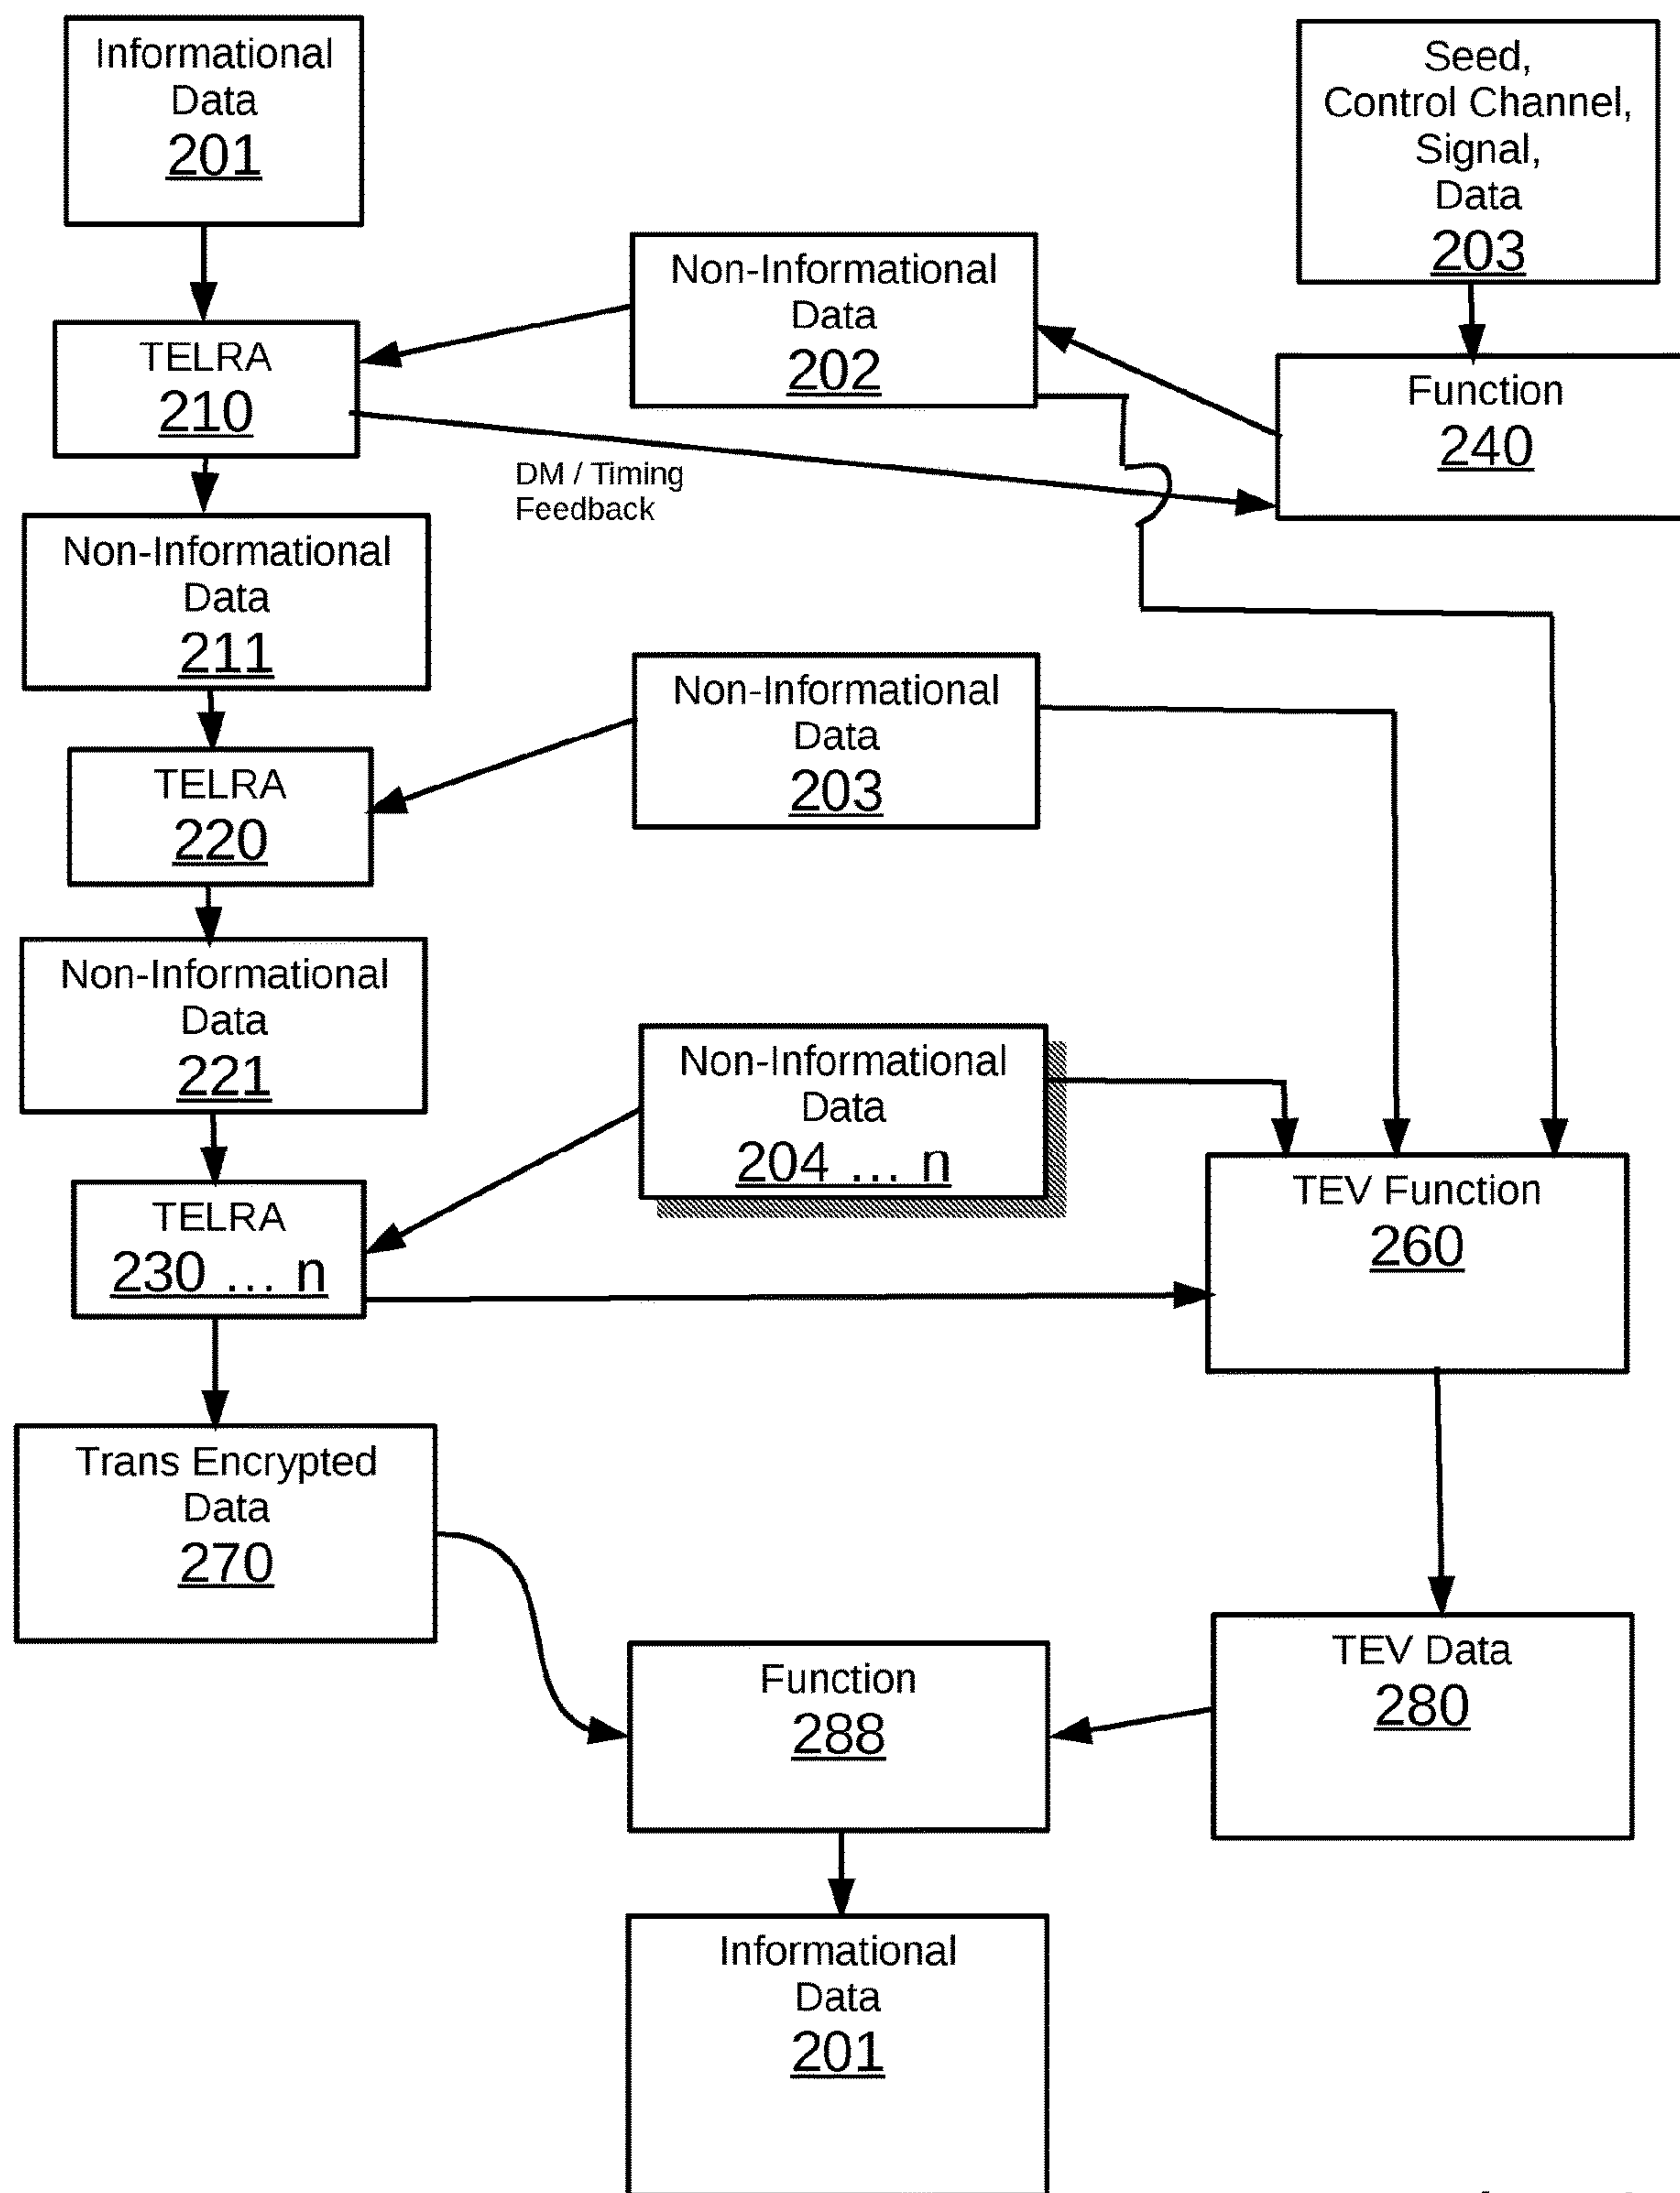 Informational
Data
201
Seed,
Control Channel,
Signal,
Data
203
Non-Informational
Data
202
TELRA
210
Function
240
DM / Timing
Feedback
Non-Informational
Data
211
Non-Informational
Data
203
TELRA
220
Non-Informational
Data
221
Non-Informational
Data
204 ... n
TELRA
230 ... n
TEV Function
260
Trans Encrypted
Data
270
Function
288
TEV Data
280
Informational
Data
201